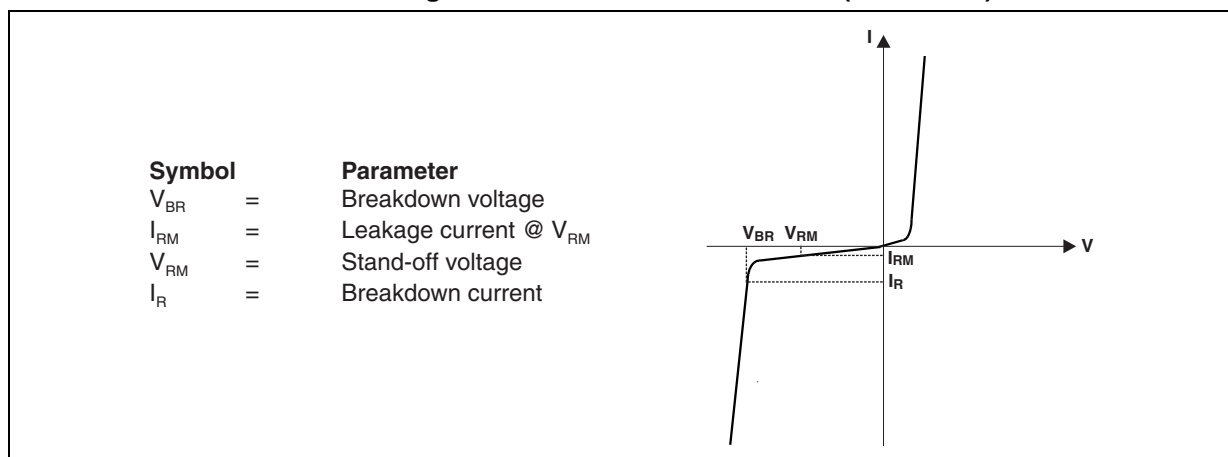 Symbol Parameter
V_BR = Breakdown voltage
I_RM = Leakage current @ V_RM
V_RM = Stand-off voltage
I_R = Breakdown current
I
V_BR V_RM
V
I_RM
I_R